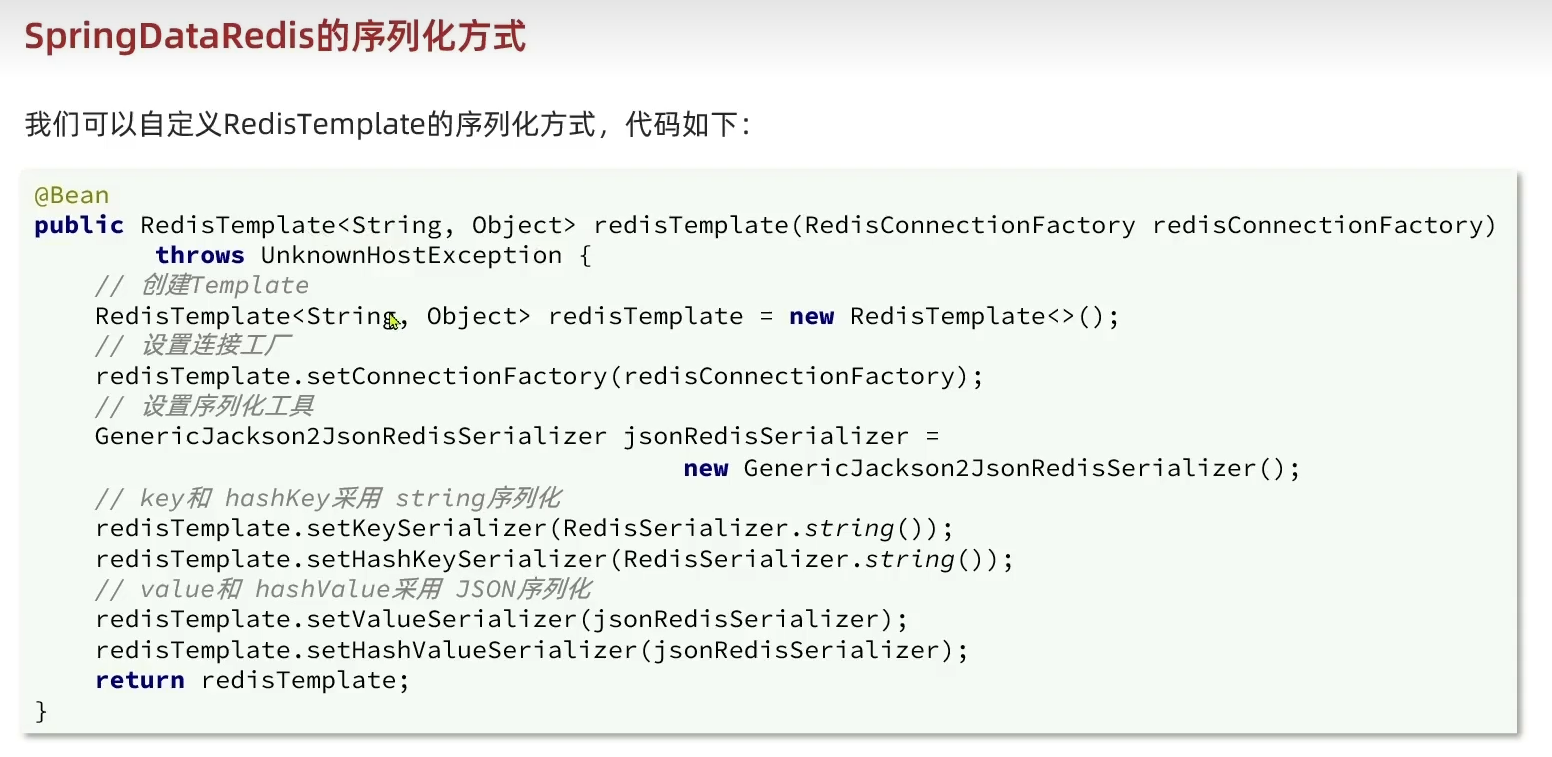 SpringDataRedis的序列化方式
我们可以自定义RedisTemplate的序列化方式，代码如下：
@Bean
public RedisTemplate<String, Object> redisTemplate(RedisConnectionFactory redisConnectionFactory)
        throws UnknownHostException {
    // 创建Template
    RedisTemplate<String, Object> redisTemplate = new RedisTemplate<>();
    // 设置连接工厂
    redisTemplate.setConnectionFactory(redisConnectionFactory);
    // 设置序列化工具
    GenericJackson2JsonRedisSerializer jsonRedisSerializer =
                                           new GenericJackson2JsonRedisSerializer();
    // key和 hashKey采用 string序列化
    redisTemplate.setKeySerializer(RedisSerializer.string());
    redisTemplate.setHashKeySerializer(RedisSerializer.string());
    // value和 hashValue采用 JSON序列化
    redisTemplate.setValueSerializer(jsonRedisSerializer);
    redisTemplate.setHashValueSerializer(jsonRedisSerializer);
    return redisTemplate;
}